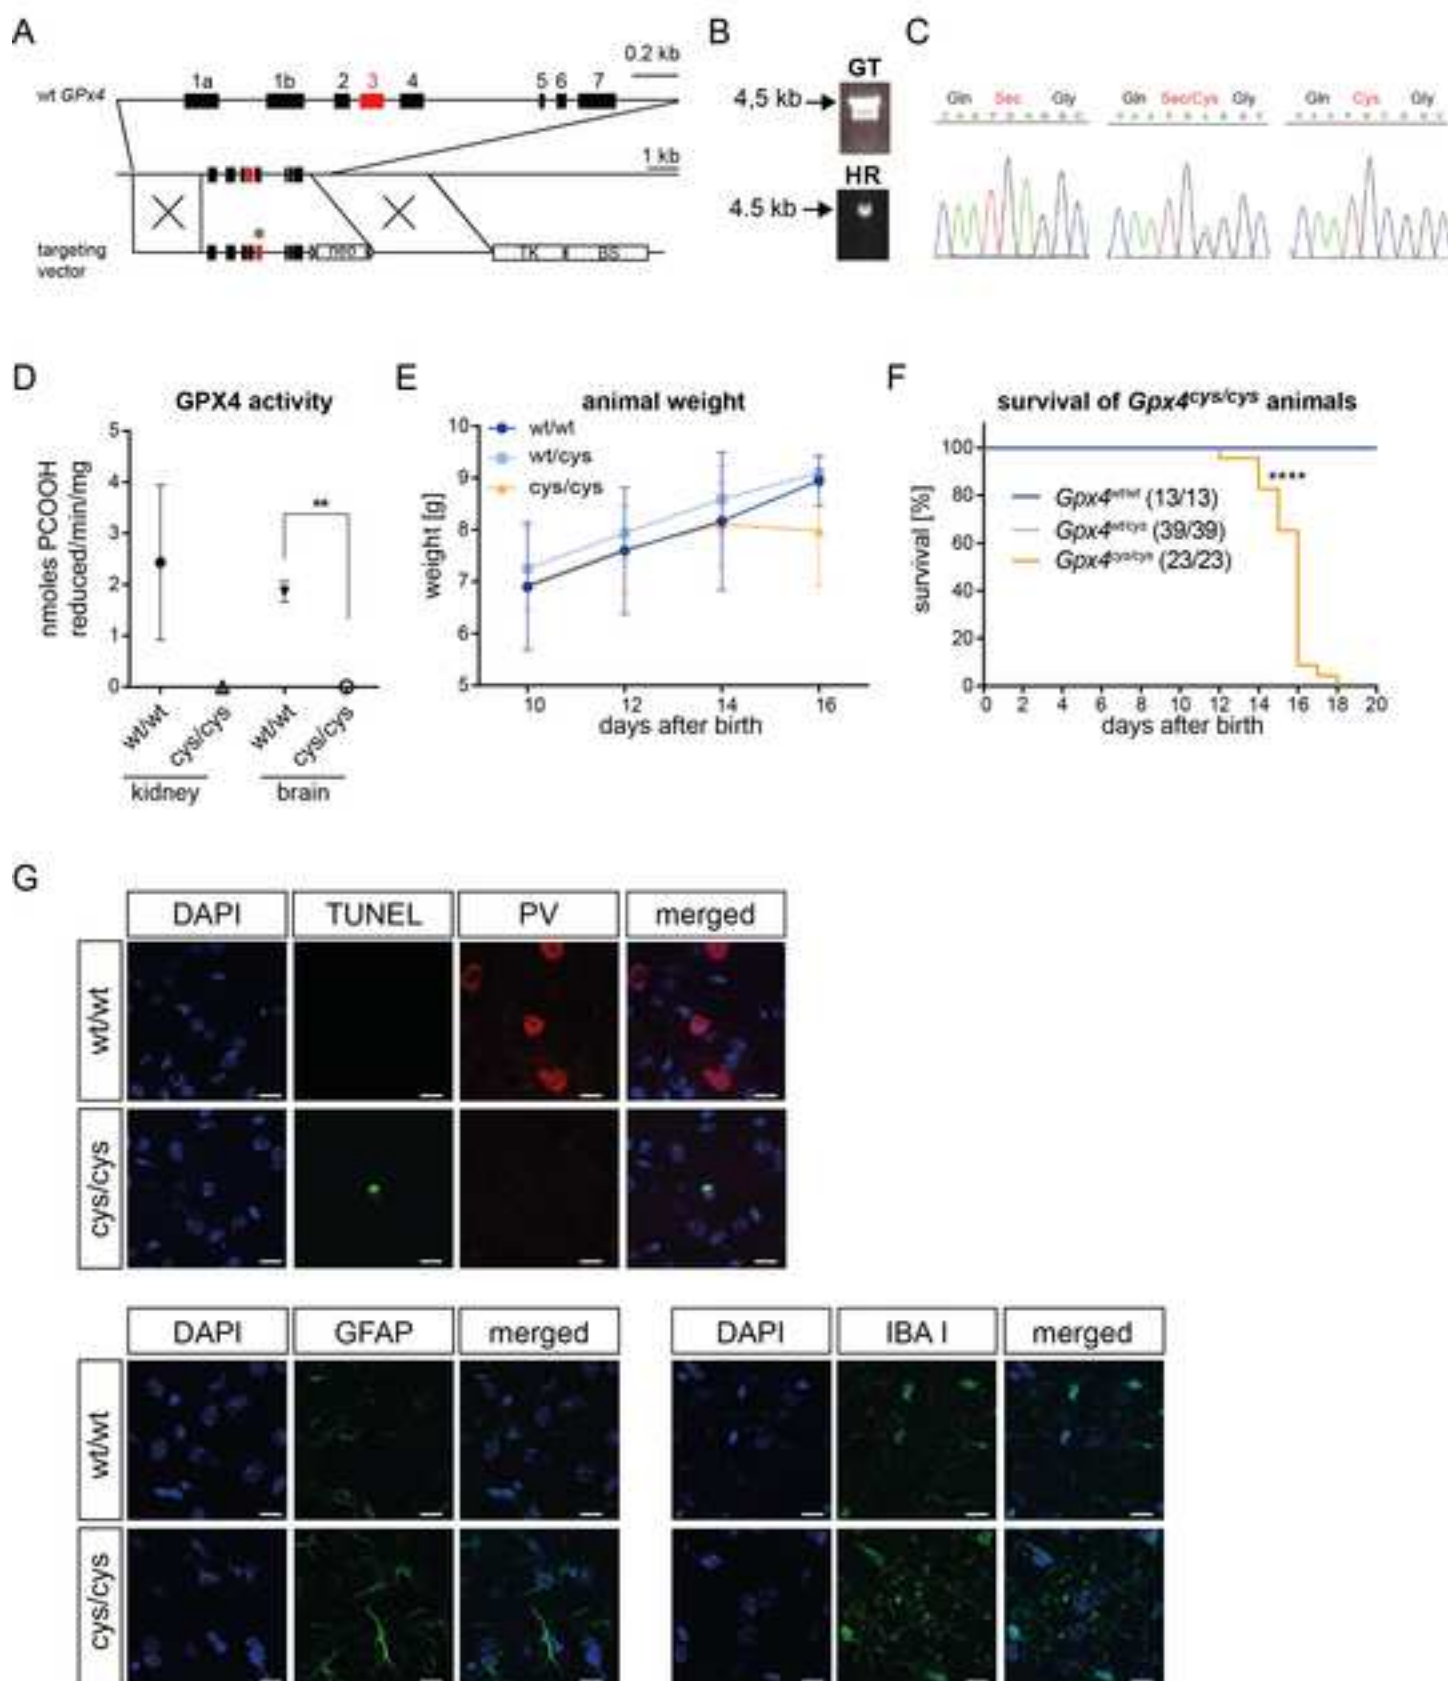 A
0.2 kb
wt GPx4
1a 1b 2 3 4 5 6 7
1 kb
targeting
vector
neo
TK
BS
B
GT
4,5 kb
HR
4.5 kb
C
Gln Sec Gly
Gln Sec/Cys Gly
Gln Cys Gly
D
GPX4 activity
nmoles PCOOH
reduced/min/mg
5
4
3
2
1
0
**
wt/wt
cys/cys
wt/wt
cys/cys
kidney
brain
E
animal weight
wt/wt
wt/cys
cys/cys
weight [g]
10
9
8
7
6
5
10 12 14 16
days after birth
F
survival of Gpx4cys/cys animals
survival [%]
100
80
60
40
20
0
****
Gpx4wt/wt (13/13)
Gpx4wt/cys (39/39)
Gpx4cys/cys (23/23)
0 2 4 6 8 10 12 14 16 18 20
days after birth
G
DAPI TUNEL PV merged
wt/wt
cys/cys
DAPI GFAP merged
wt/wt
cys/cys
DAPI IBA I merged